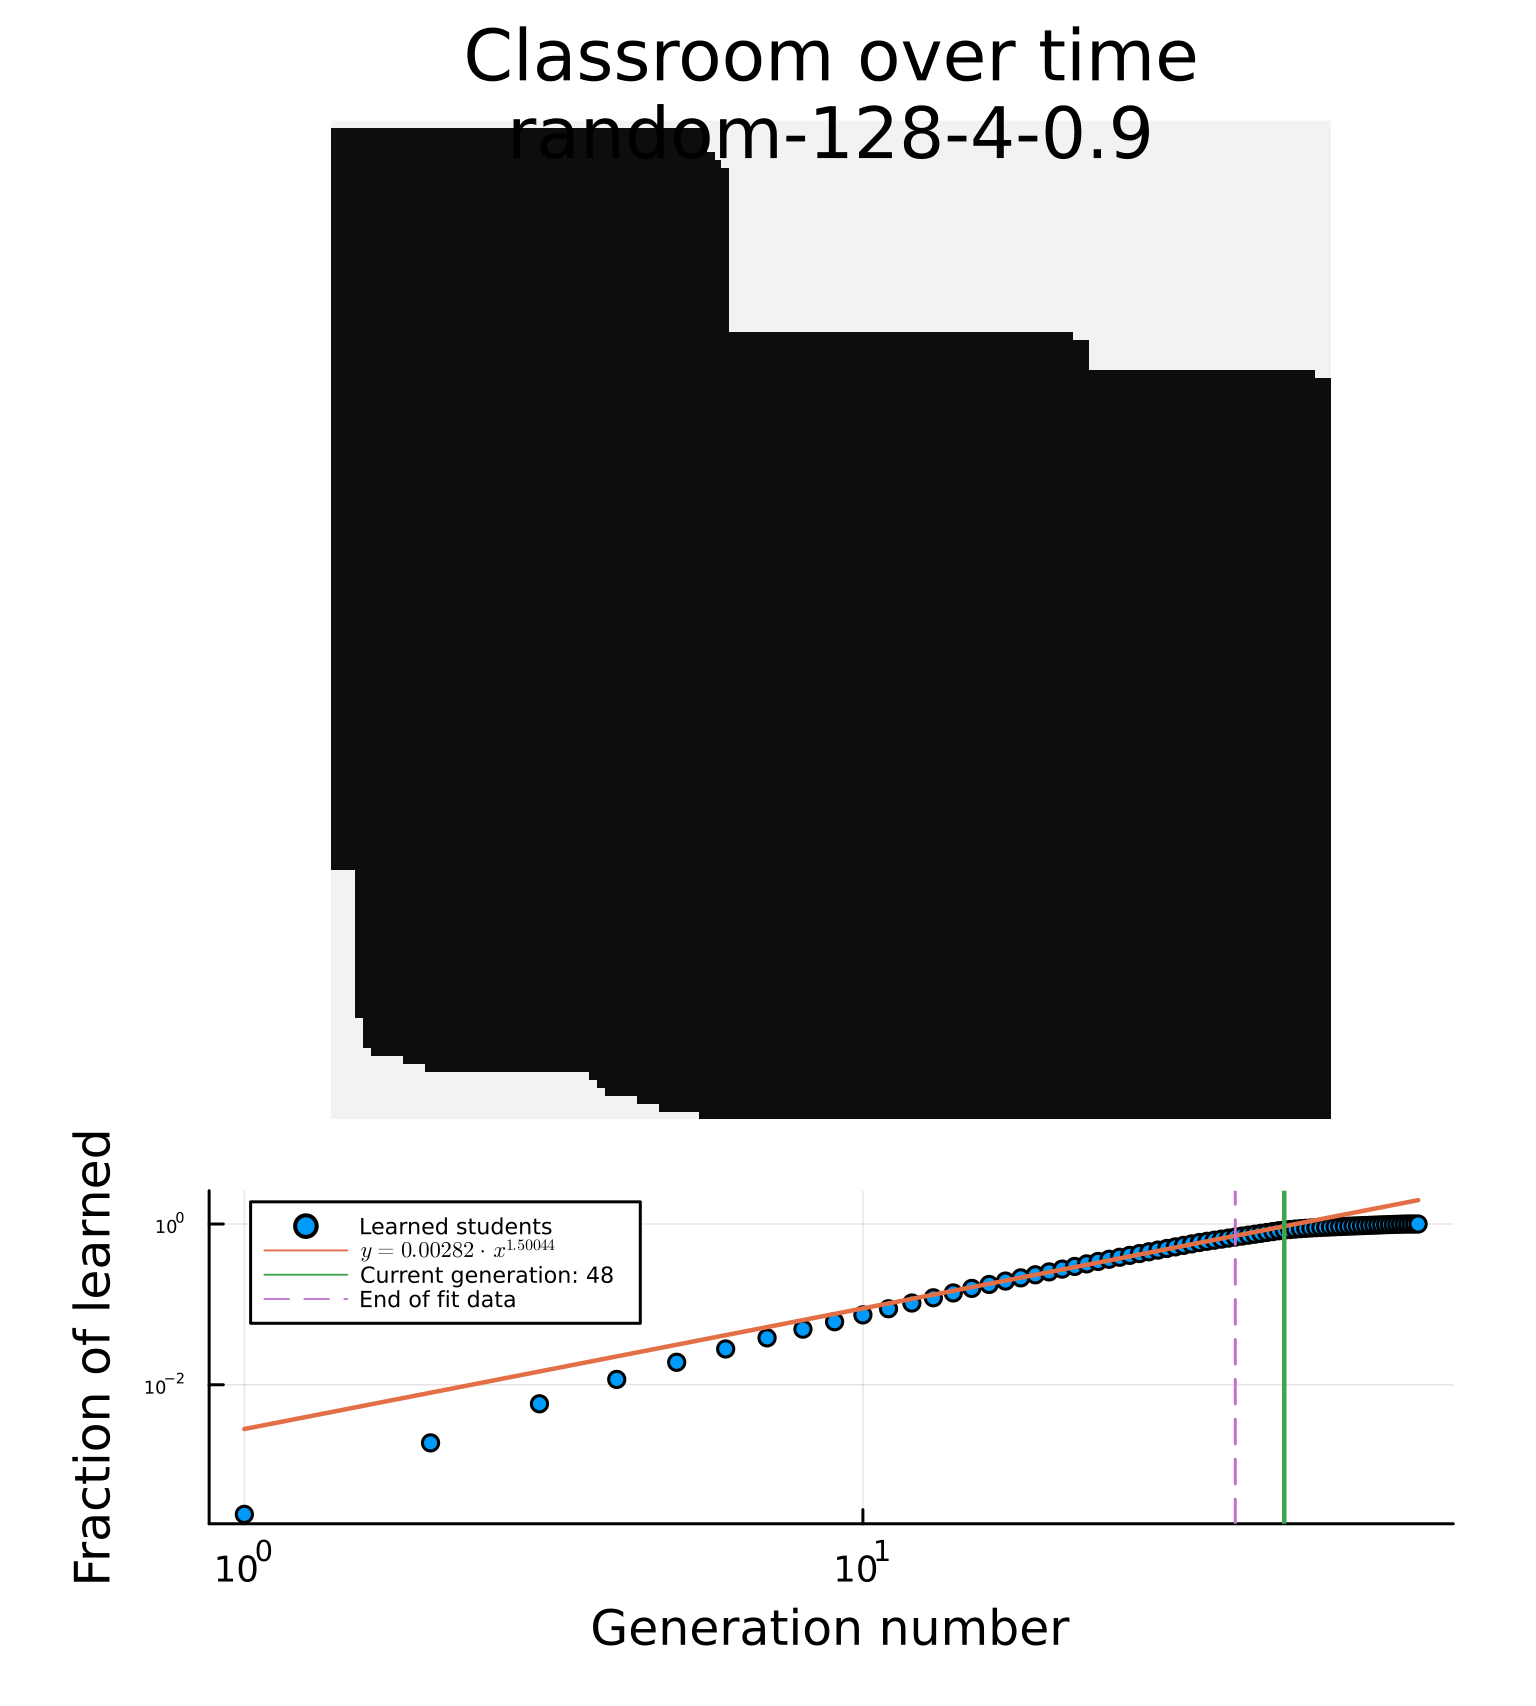 Classroom over time
random-128-4-0.9
Fraction of learned
10^0
10^-2
Learned students
y = 0.00282 · x^1.50044
Current generation: 48
End of fit data
10^0
10^1
Generation number